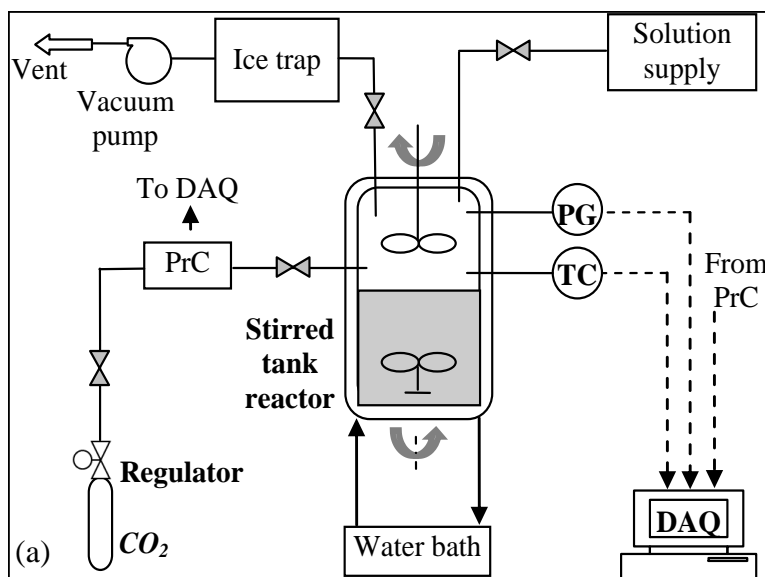 Vent
Vacuum
pump
Ice trap
Solution
supply
To DAQ
PrC
PG
TC
From
PrC
Stirred
tank
reactor
Regulator
CO2
Water bath
DAQ
(a)